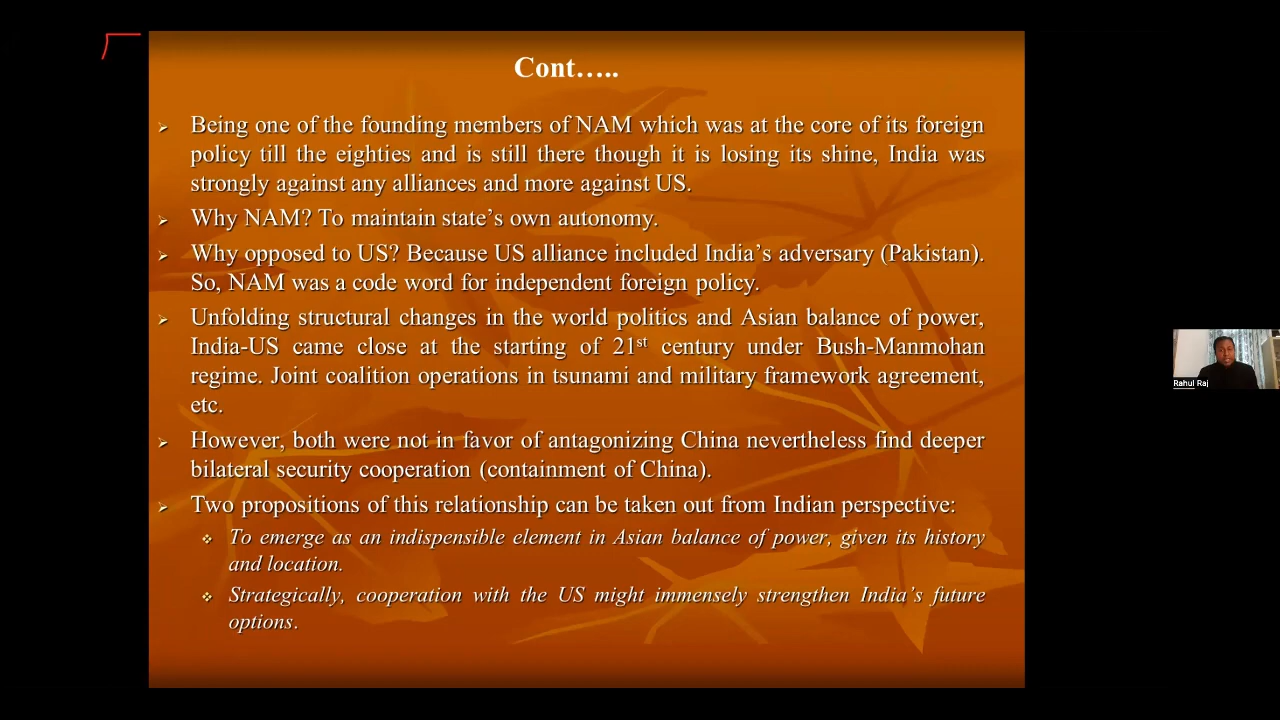 Cont…..
Being one of the founding members of NAM which was at the core of its foreign
policy till the eighties and is still there though it is losing its shine, India was
strongly against any alliances and more against US.
Why NAM? To maintain state’s own autonomy.
Why opposed to US? Because US alliance included India’s adversary (Pakistan).
So, NAM was a code word for independent foreign policy.
Unfolding structural changes in the world politics and Asian balance of power,
India-US came close at the starting of 21st century under Bush-Manmohan
regime. Joint coalition operations in tsunami and military framework agreement,
etc.
However, both were not in favor of antagonizing China nevertheless find deeper
bilateral security cooperation (containment of China).
Two propositions of this relationship can be taken out from Indian perspective:
To emerge as an indispensible element in Asian balance of power, given its history
and location.
Strategically, cooperation with the US might immensely strengthen India’s future
options.
Rahul Raj